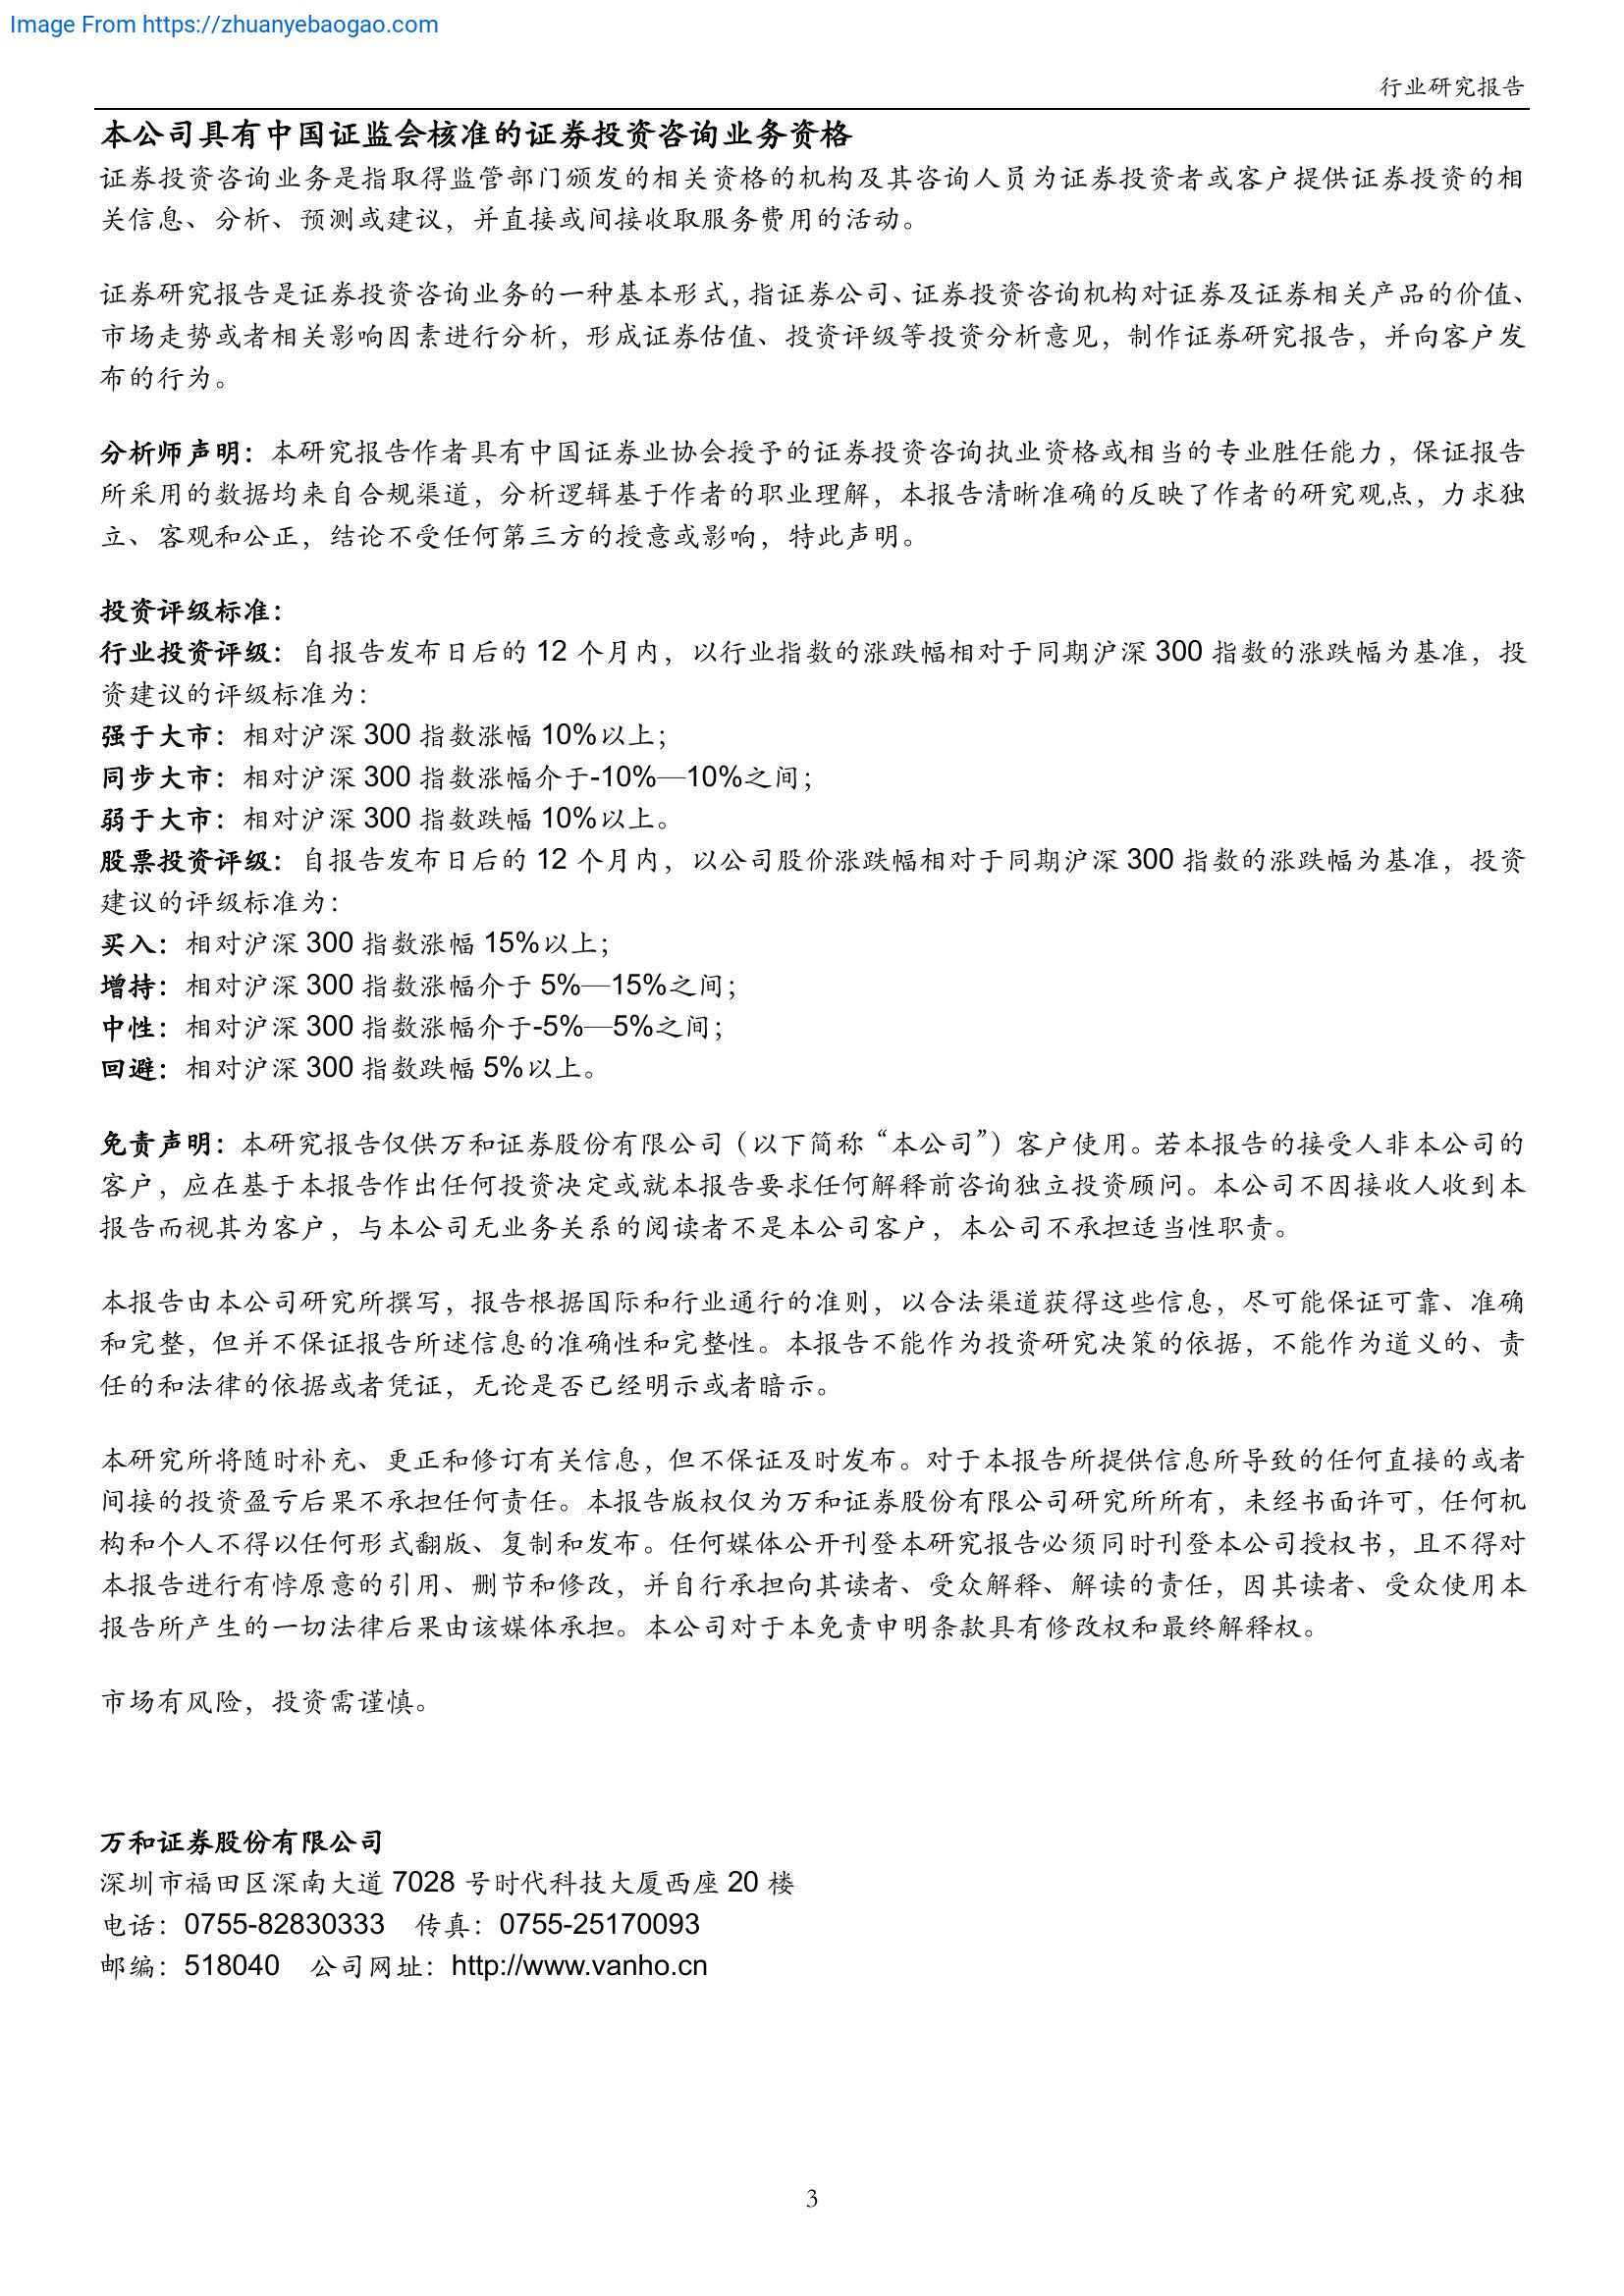 Image From https://zhuanyebaogao.com
行业研究报告
本公司具有中国证监会核准的证券投资咨询业务资格
证券投资咨询业务是指取得监管部门颁发的相关资格的机构及其咨询人员为证券投资者或客户提供证券投资的相
关信息、分析、预测或建议，并直接或间接收取服务费用的活动。
证券研究报告是证券投资咨询业务的一种基本形式，指证券公司、证券投资咨询机构对证券及证券相关产品的价值、
市场走势或者相关影响因素进行分析，形成证券估值、投资评级等投资分析意见，制作证券研究报告，并向客户发
布的行为。
分析师声明：本研究报告作者具有中国证券业协会授予的证券投资咨询执业资格或相当的专业胜任能力，保证报告
所采用的数据均来自合规渠道，分析逻辑基于作者的职业理解，本报告清晰准确的反映了作者的研究观点，力求独
立、客观和公正，结论不受任何第三方的授意或影响，特此声明。
投资评级标准：
行业投资评级：自报告发布日后的 12 个月内，以行业指数的涨跌幅相对于同期沪深 300 指数的涨跌幅为基准，投
资建议的评级标准为：
强于大市：相对沪深 300 指数涨幅 10%以上；
同步大市：相对沪深 300 指数涨幅介于-10%—10%之间；
弱于大市：相对沪深 300 指数跌幅 10%以上。
股票投资评级：自报告发布日后的 12 个月内，以公司股价涨跌幅相对于同期沪深 300 指数的涨跌幅为基准，投资
建议的评级标准为：
买入：相对沪深 300 指数涨幅 15%以上；
增持：相对沪深 300 指数涨幅介于 5%—15%之间；
中性：相对沪深 300 指数涨幅介于-5%—5%之间；
回避：相对沪深 300 指数跌幅 5%以上。
免责声明：本研究报告仅供万和证券股份有限公司（以下简称“本公司”）客户使用。若本报告的接受人非本公司的
客户，应在基于本报告作出任何投资决定或就本报告要求任何解释前咨询独立投资顾问。本公司不因接收人收到本
报告而视其为客户，与本公司无业务关系的阅读者不是本公司客户，本公司不承担适当性职责。
本报告由本公司研究所撰写，报告根据国际和行业通行的准则，以合法渠道获得这些信息，尽可能保证可靠、准确
和完整，但并不保证报告所述信息的准确性和完整性。本报告不能作为投资研究决策的依据，不能作为道义的、责
任的和法律的依据或者凭证，无论是否已经明示或者暗示。
本研究所将随时补充、更正和修订有关信息，但不保证及时发布。对于本报告所提供信息所导致的任何直接的或者
间接的投资盈亏后果不承担任何责任。本报告版权仅为万和证券股份有限公司研究所所有，未经书面许可，任何机
构和个人不得以任何形式翻版、复制和发布。任何媒体公开刊登本研究报告必须同时刊登本公司授权书，且不得对
本报告进行有悖原意的引用、删节和修改，并自行承担向其读者、受众解释、解读的责任，因其读者、受众使用本
报告所产生的一切法律后果由该媒体承担。本公司对于本免责申明条款具有修改权和最终解释权。
市场有风险，投资需谨慎。
万和证券股份有限公司
深圳市福田区深南大道 7028 号时代科技大厦西座 20 楼
电话：0755-82830333 传真：0755-25170093
邮编：518040 公司网址：http://www.vanho.cn
3